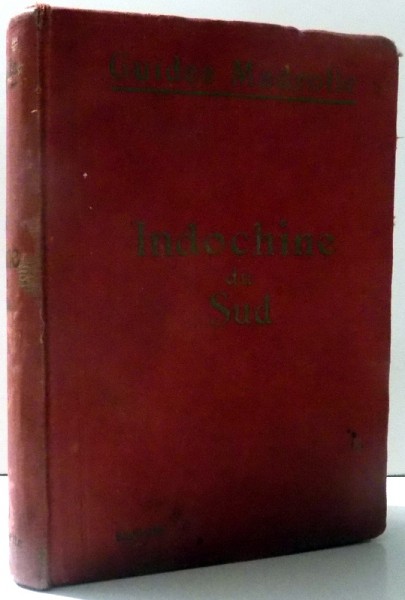 Guides Madrolle
Indochine
du
Sud